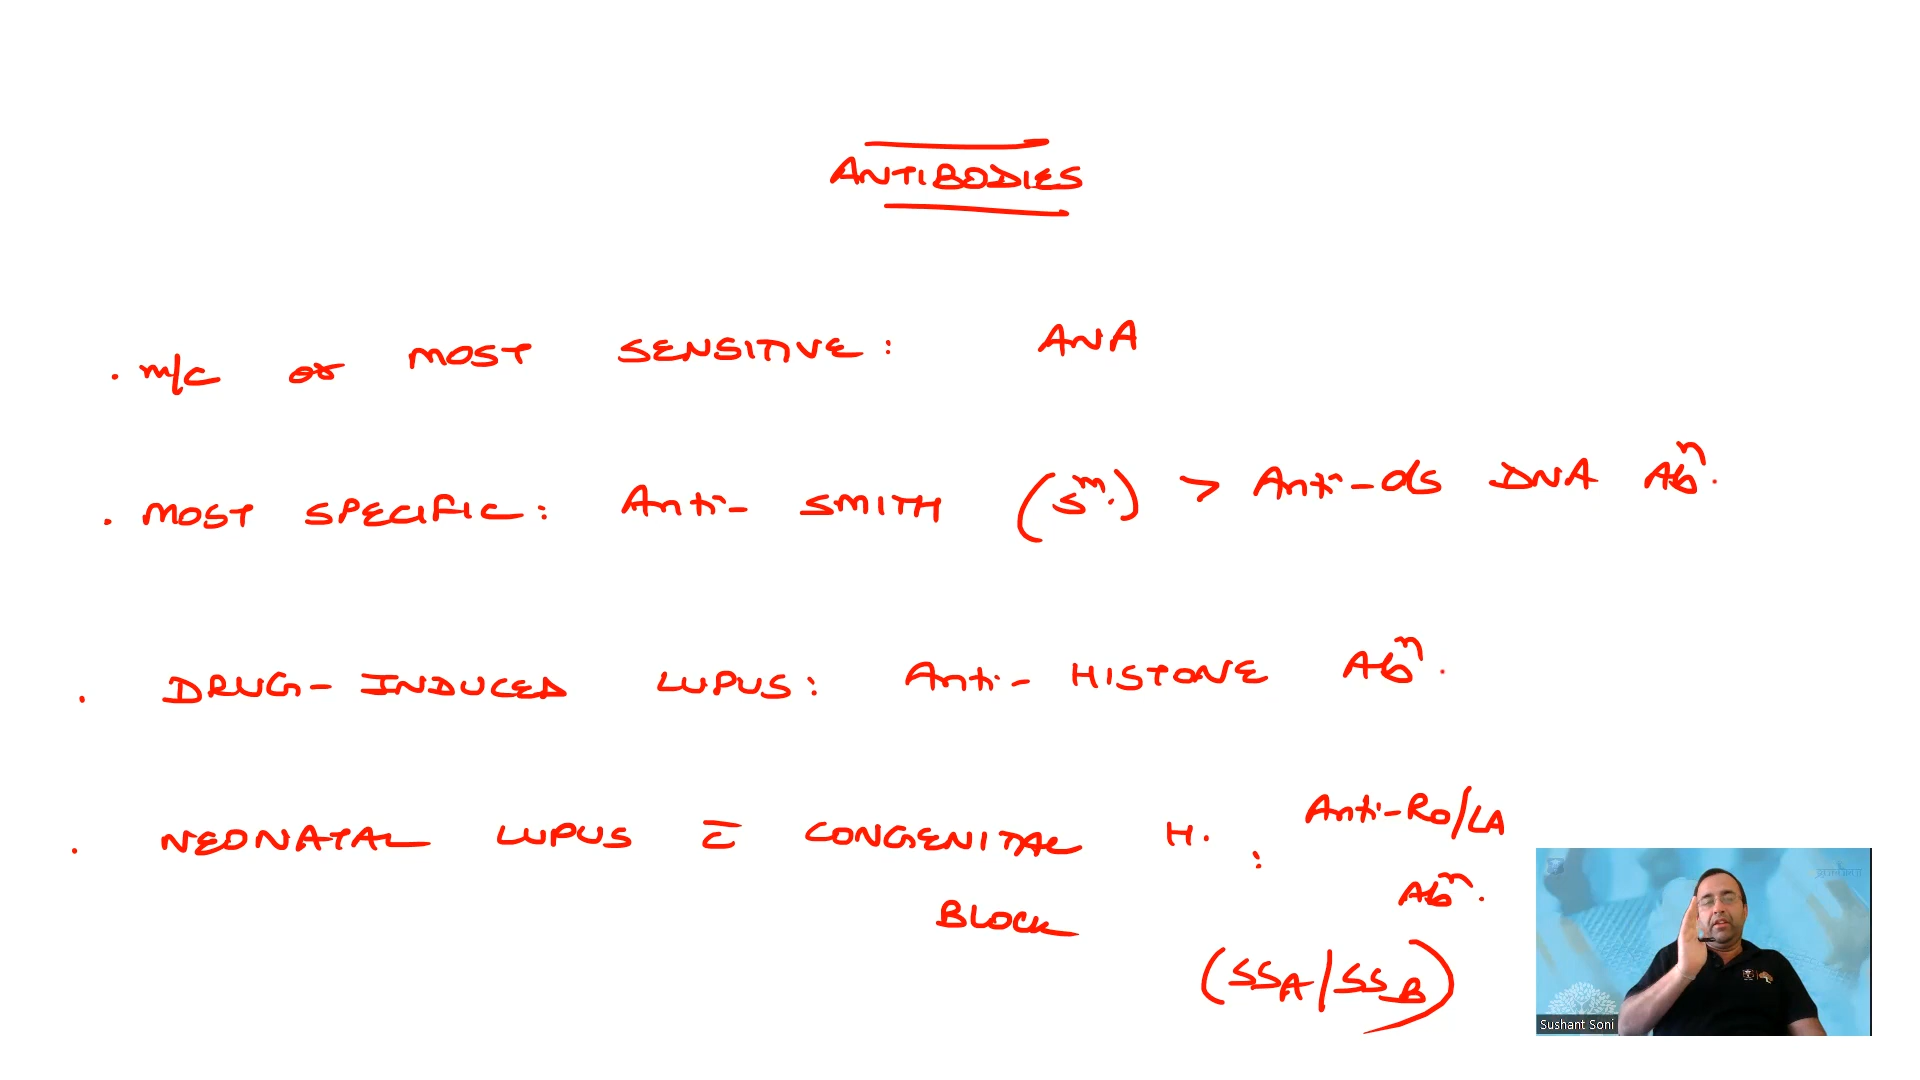 ANTIBODIES
. m/c or MOST SENSITIVE: ANA
. MOST SPECIFIC: Anti- SMITH (Sm.) > Anti-ds DNA Abn.
. DRUG-INDUCED LUPUS: Anti- HISTONE Abn.
. NEONATAL LUPUS c̄ CONGENITAL H. : Anti-Ro/LA
BLOCK Abn.
(SSA/SSB)
Sushant Soni